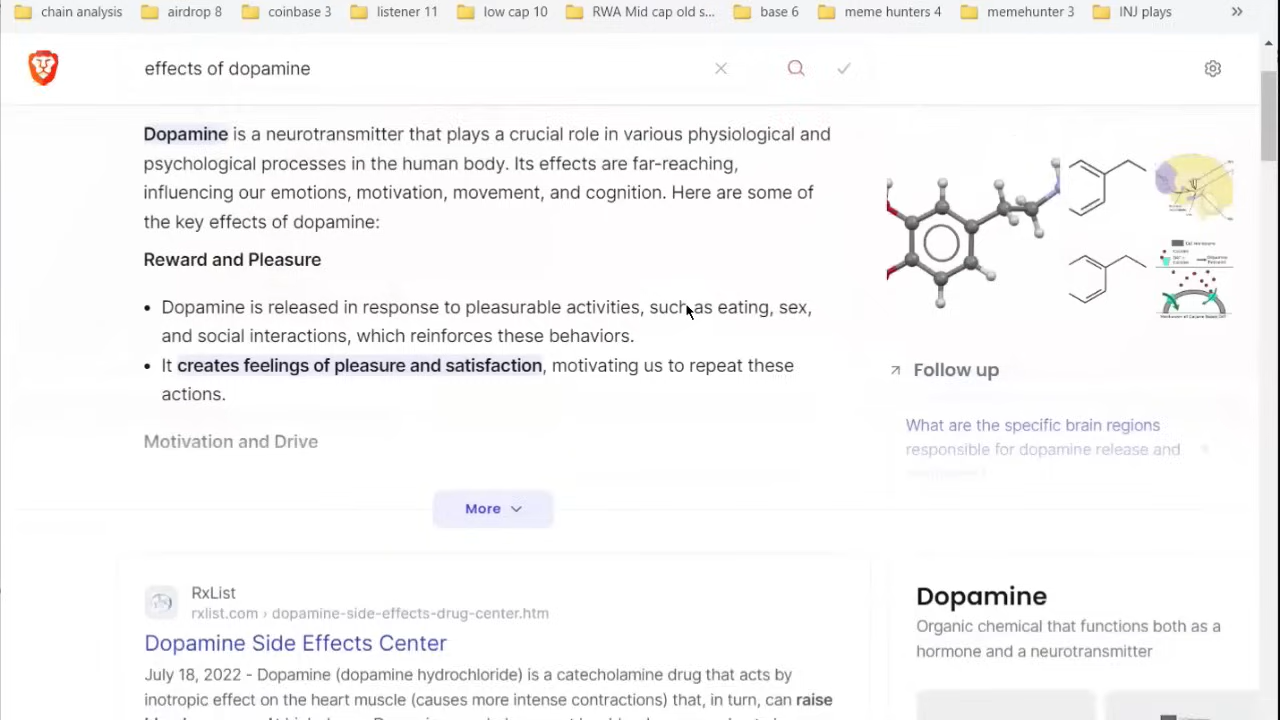 chain analysis airdrop 8 coinbase 3 listener 11 low cap 10 RWA Mid cap old s... base 6 meme hunters 4 memehunter 3 INJ plays »
effects of dopamine
Dopamine is a neurotransmitter that plays a crucial role in various physiological and
psychological processes in the human body. Its effects are far-reaching,
influencing our emotions, motivation, movement, and cognition. Here are some of
the key effects of dopamine:
Reward and Pleasure
• Dopamine is released in response to pleasurable activities, such as eating, sex,
and social interactions, which reinforces these behaviors.
• It creates feelings of pleasure and satisfaction, motivating us to repeat these
actions.
Motivation and Drive
More
Follow up
What are the specific brain regions
responsible for dopamine release and
RxList
rxlist.com › dopamine-side-effects-drug-center.htm
Dopamine Side Effects Center
July 18, 2022 - Dopamine (dopamine hydrochloride) is a catecholamine drug that acts by
inotropic effect on the heart muscle (causes more intense contractions) that, in turn, can raise
Dopamine
Organic chemical that functions both as a
hormone and a neurotransmitter